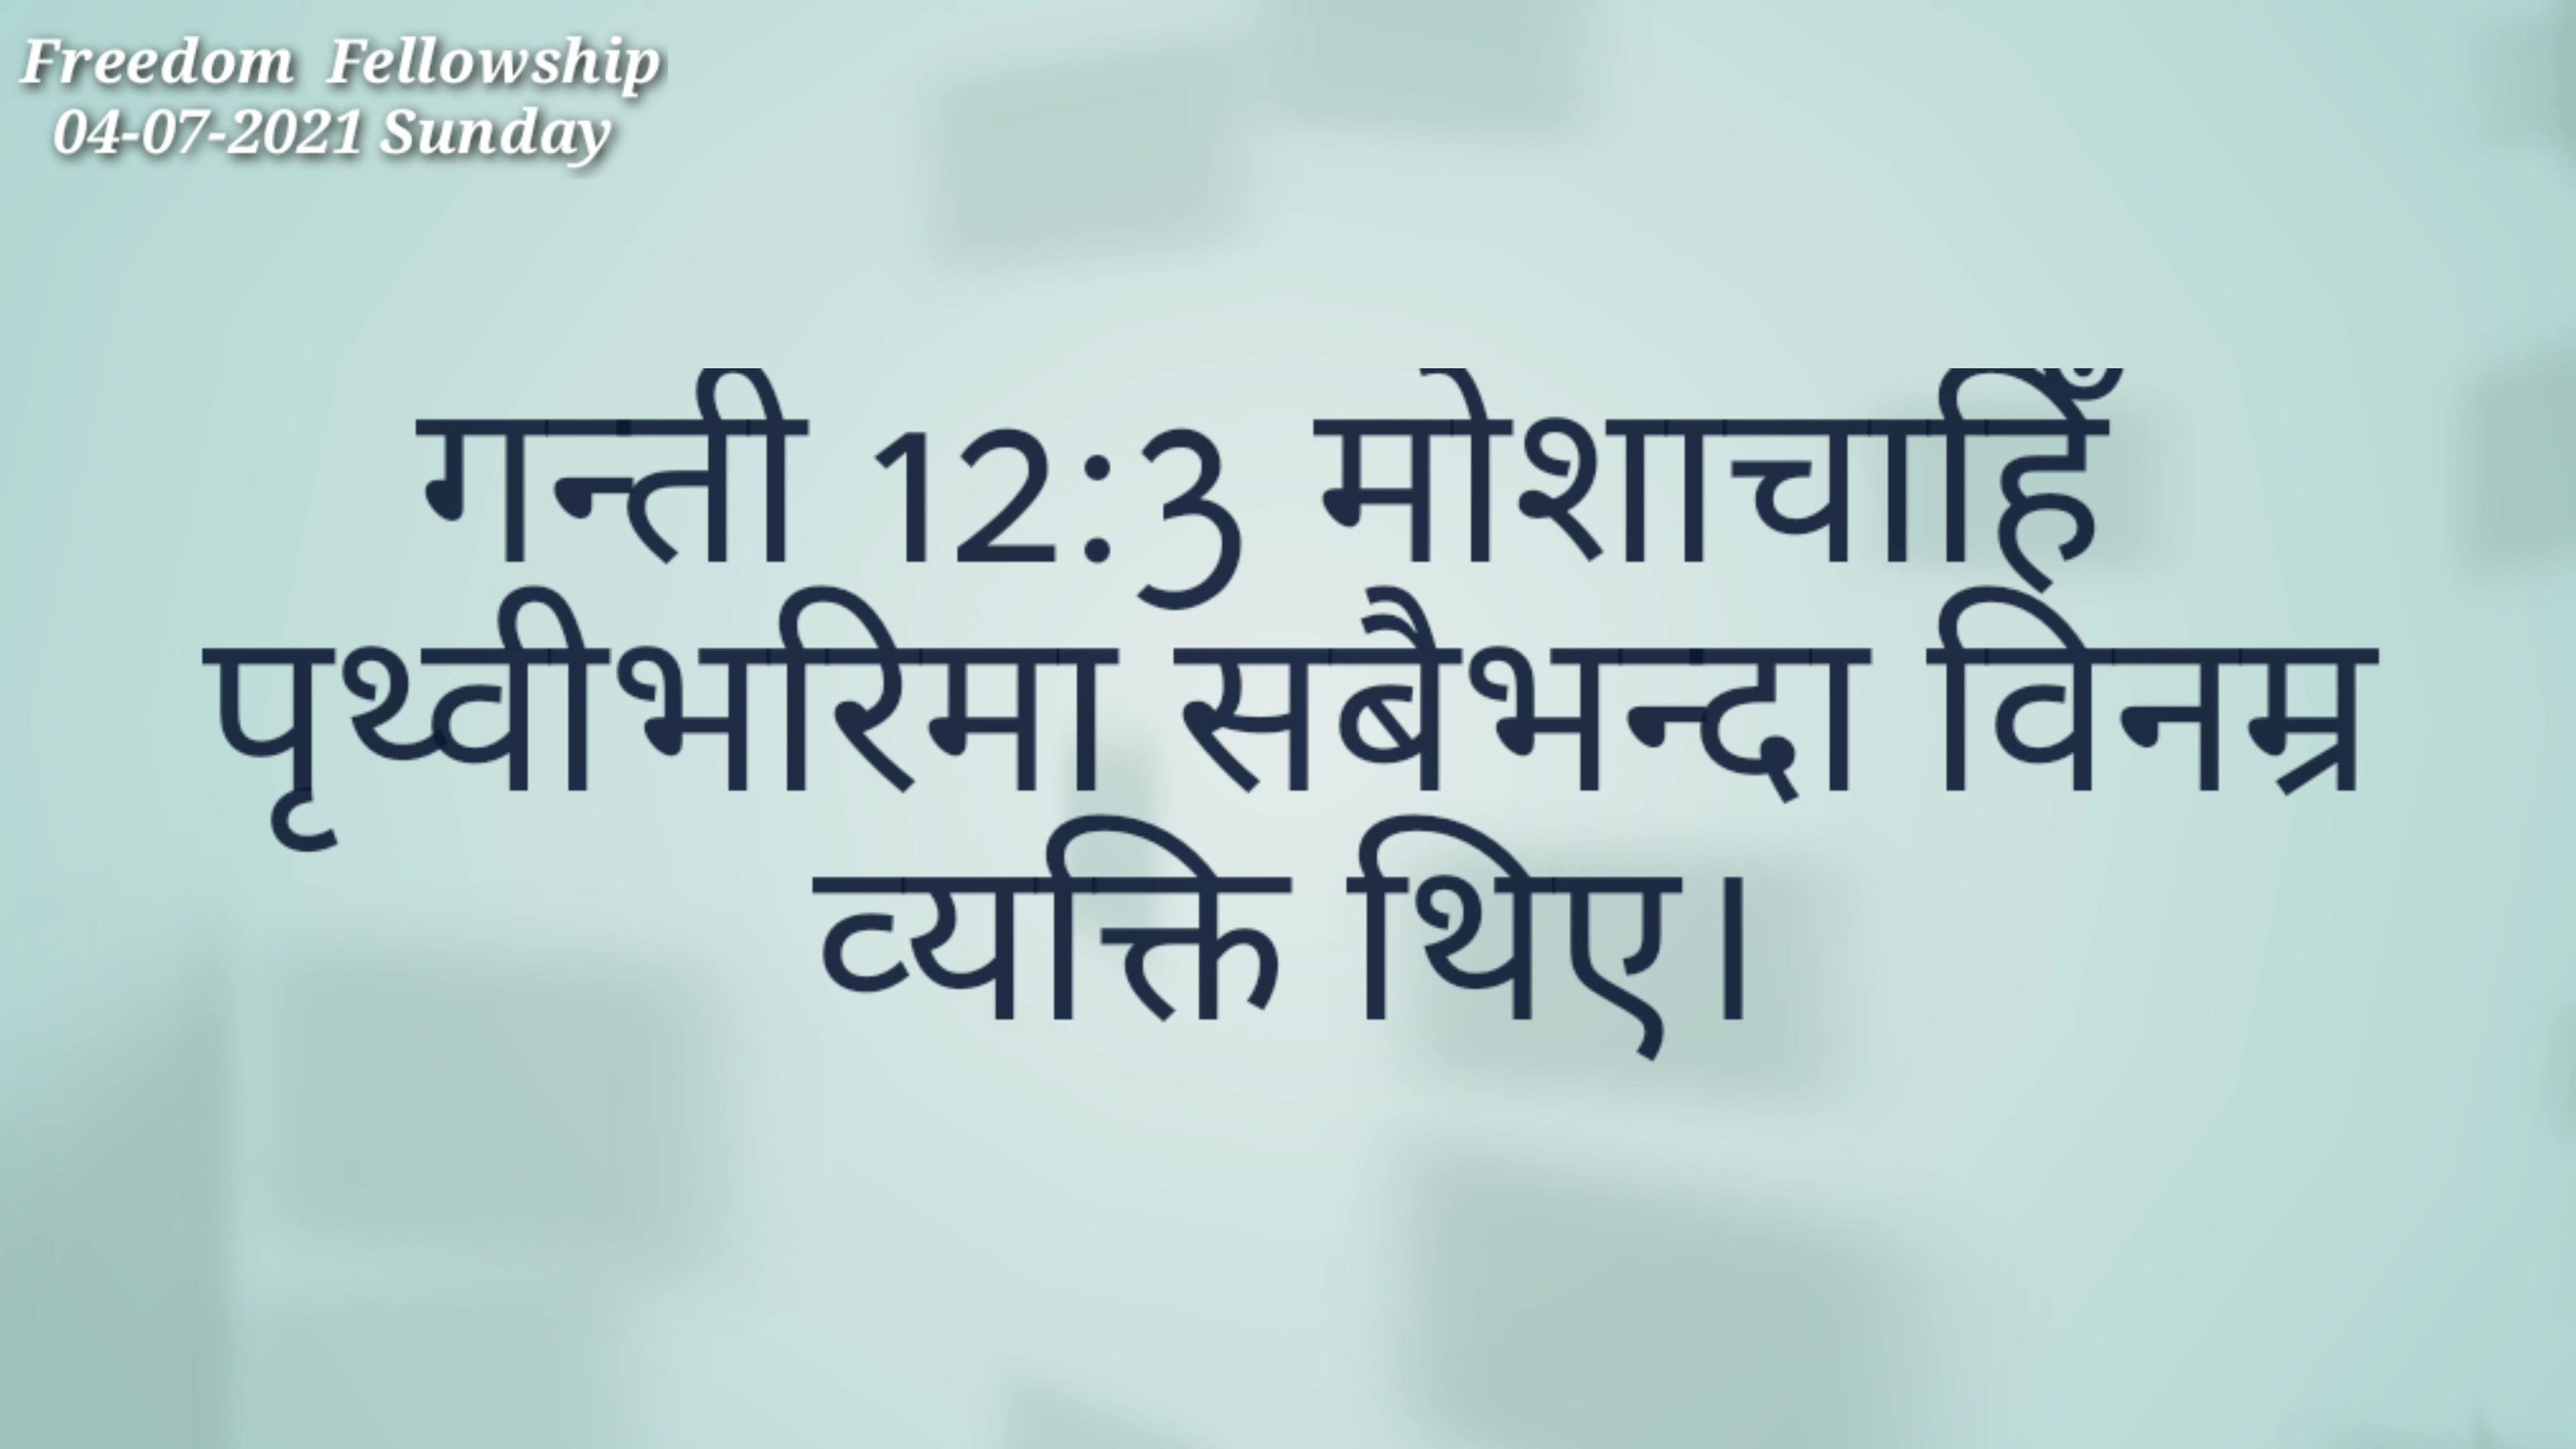 Freedom Fellowship
04-07-2021 Sunday
गन्ती 12:3 मोशाचाहिँ
पृथ्वीभरिमा सबैभन्दा विनम्र
व्यक्ति थिए।